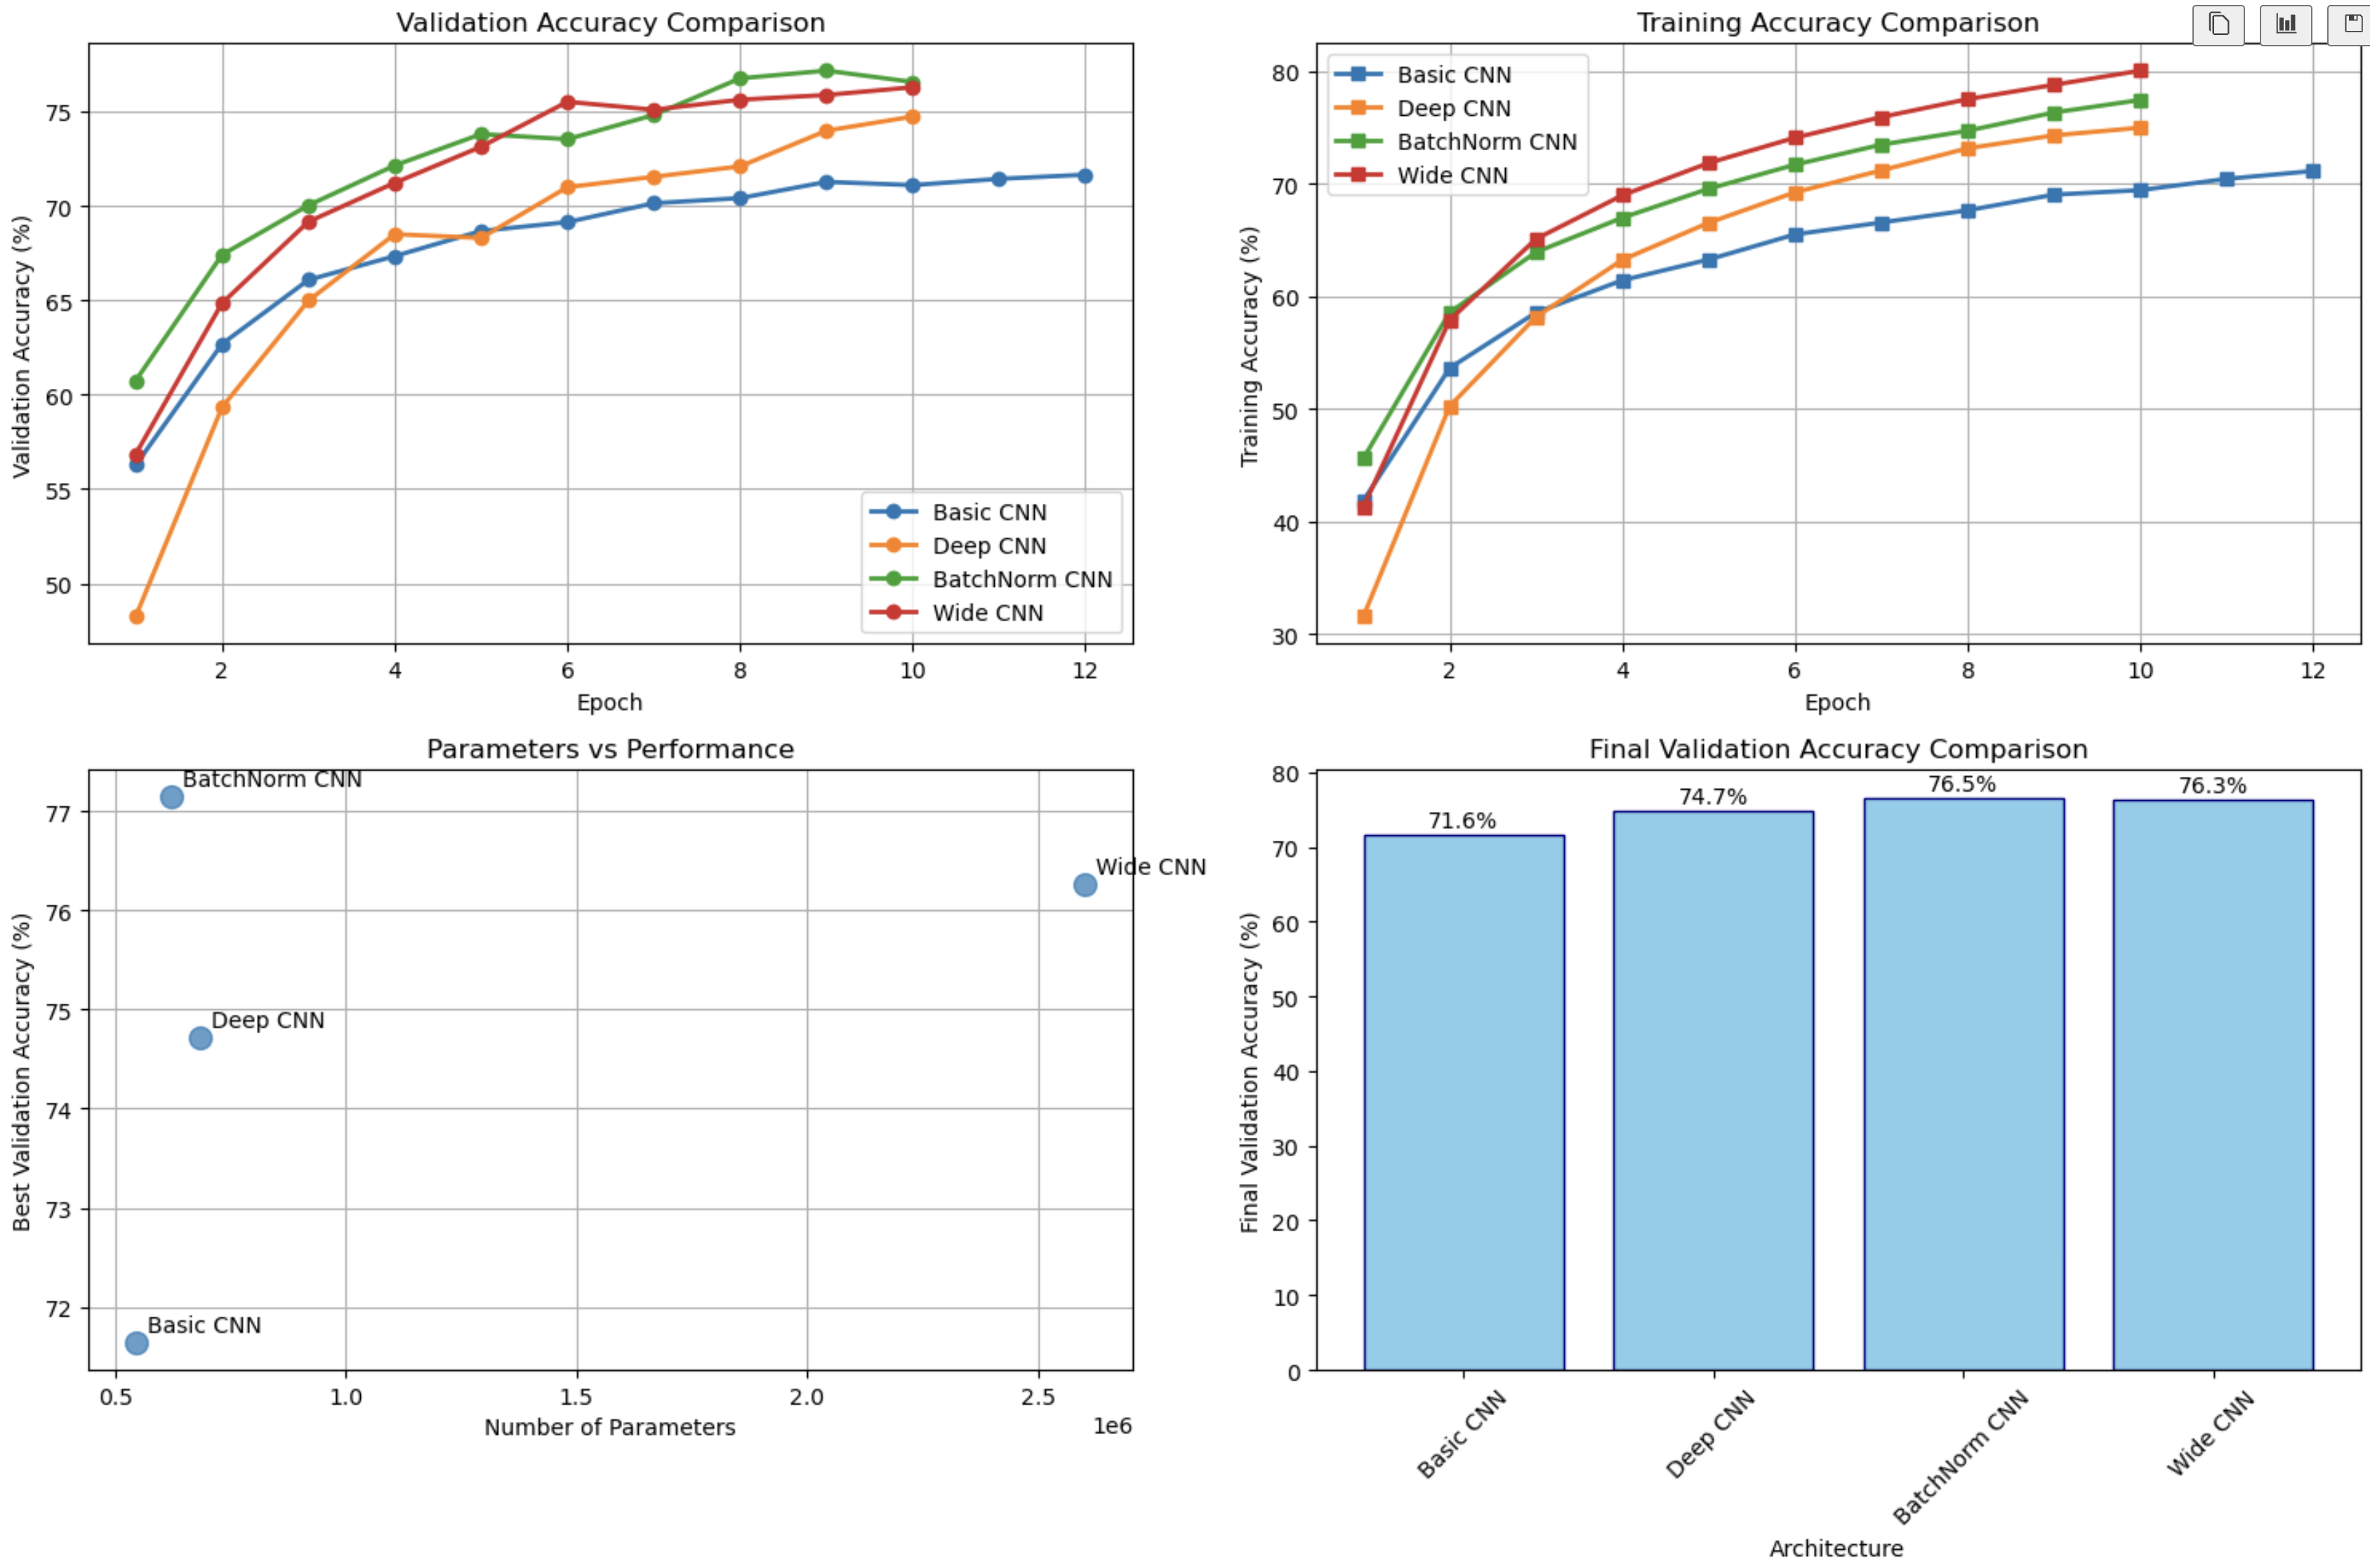 Validation Accuracy Comparison
Validation Accuracy (%)
75
70
65
60
55
50
Basic CNN
Deep CNN
BatchNorm CNN
Wide CNN
2 4 6 8 10 12
Epoch
Training Accuracy Comparison
Training Accuracy (%)
80
70
60
50
40
30
Basic CNN
Deep CNN
BatchNorm CNN
Wide CNN
2 4 6 8 10 12
Epoch
Parameters vs Performance
Best Validation Accuracy (%)
77
76
75
74
73
72
BatchNorm CNN
Wide CNN
Deep CNN
Basic CNN
0.5 1.0 1.5 2.0 2.5
Number of Parameters
1e6
Final Validation Accuracy Comparison
Final Validation Accuracy (%)
80
70
60
50
40
30
20
10
0
71.6%
74.7%
76.5%
76.3%
Basic CNN
Deep CNN
BatchNorm CNN
Wide CNN
Architecture